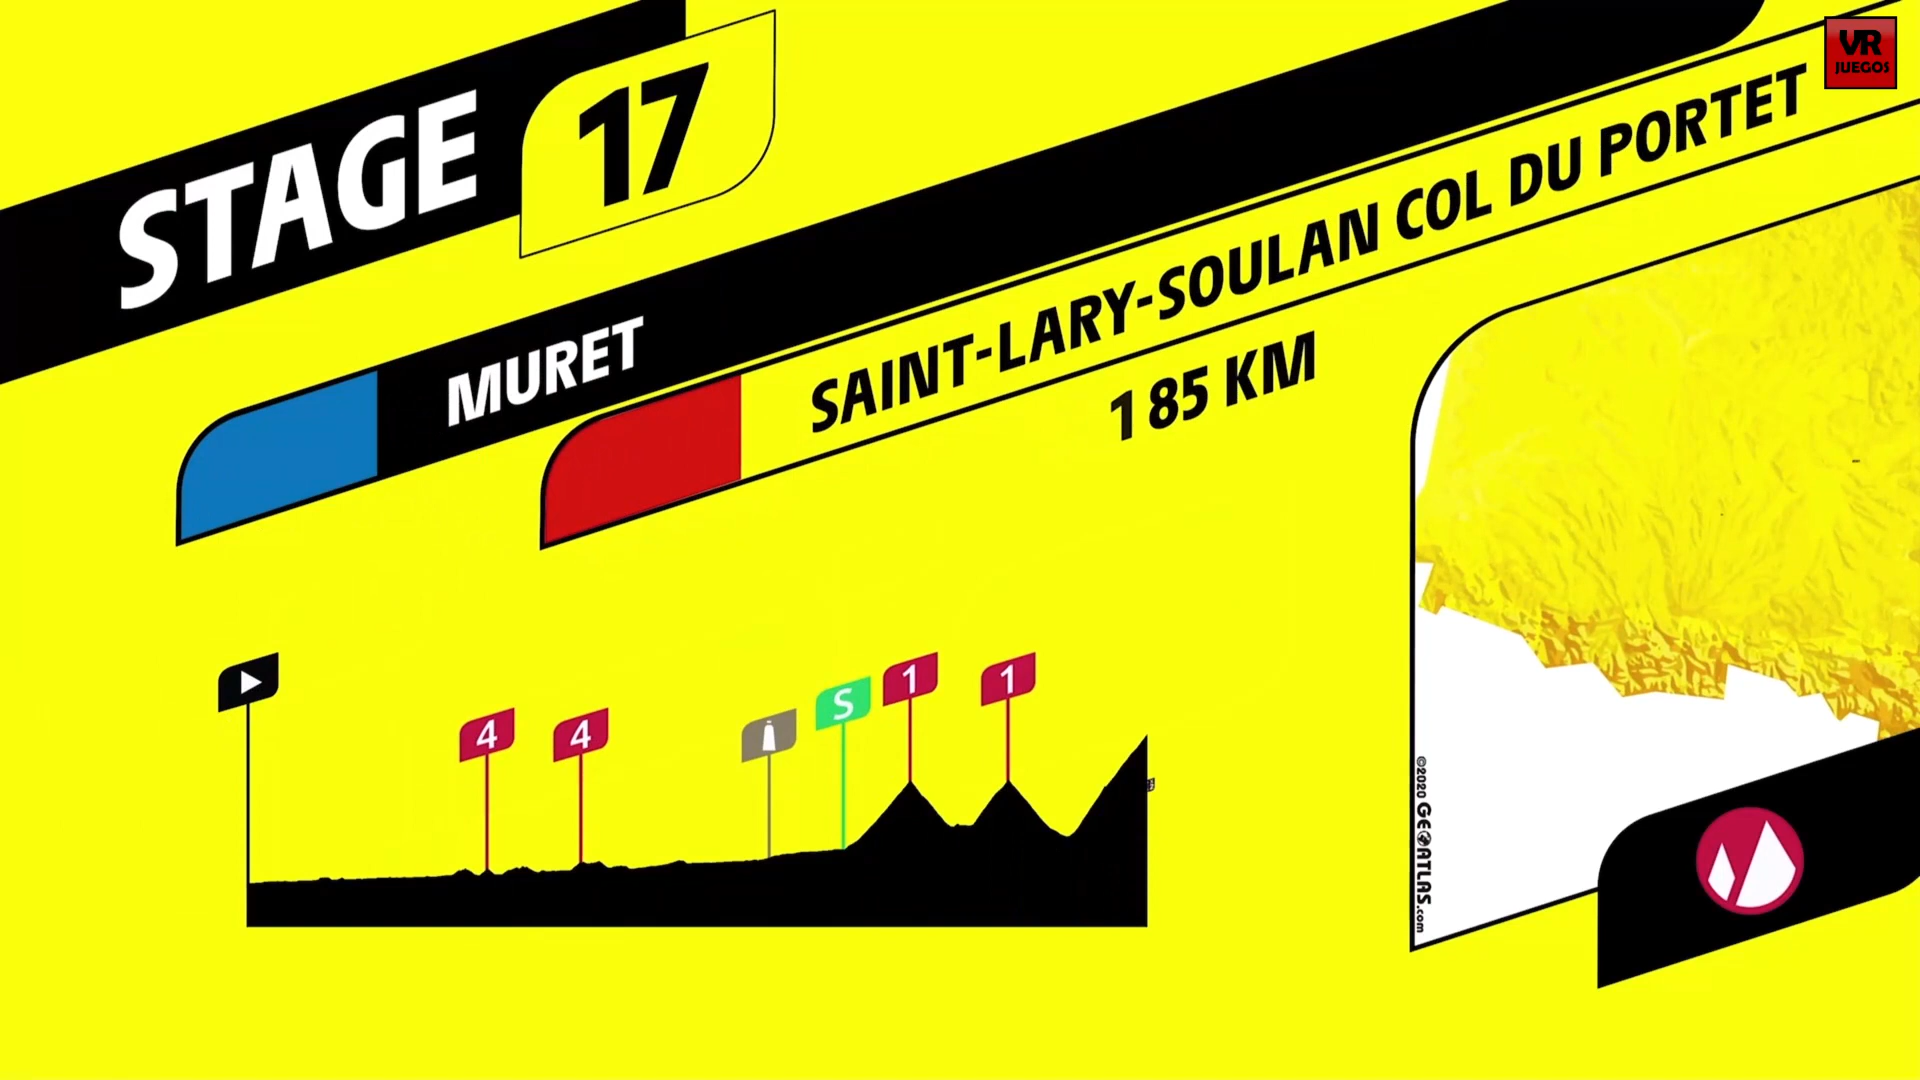 VR
JUEGOS
STAGE 17
MURET
SAINT-LARY-SOULAN COL DU PORTET
185 KM
4
4
S
1
1
©2020 GEOATLAS.com